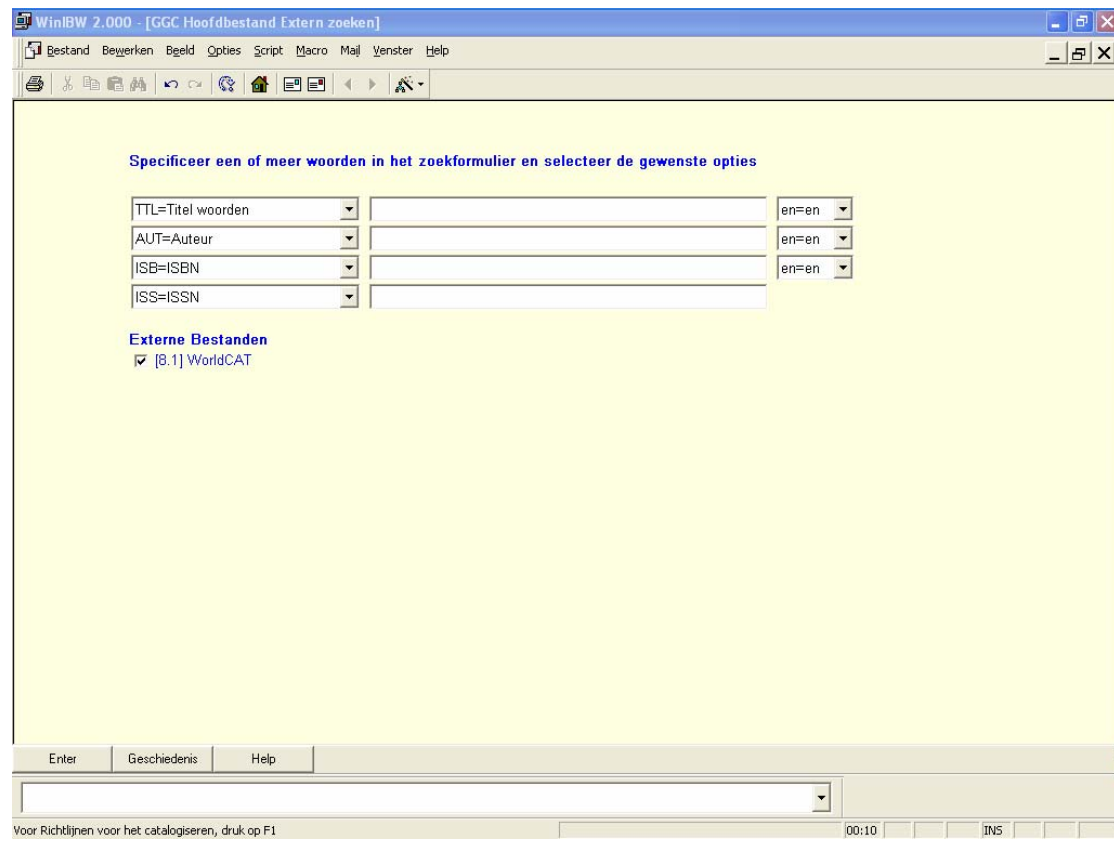 WinIBW 2.000 - [GGC Hoofdbestand Extern zoeken]
Bestand Bewerken Beeld Opties Script Macro Mail Venster Help
Specificeer een of meer woorden in het zoekformulier en selecteer de gewenste opties
TTL=Titel woorden en=en
AUT=Auteur en=en
ISB=ISBN en=en
ISS=ISSN
Externe Bestanden
[8.1] WorldCAT
Enter Geschiedenis Help
Voor Richtlijnen voor het catalogiseren, druk op F1 00:10 INS